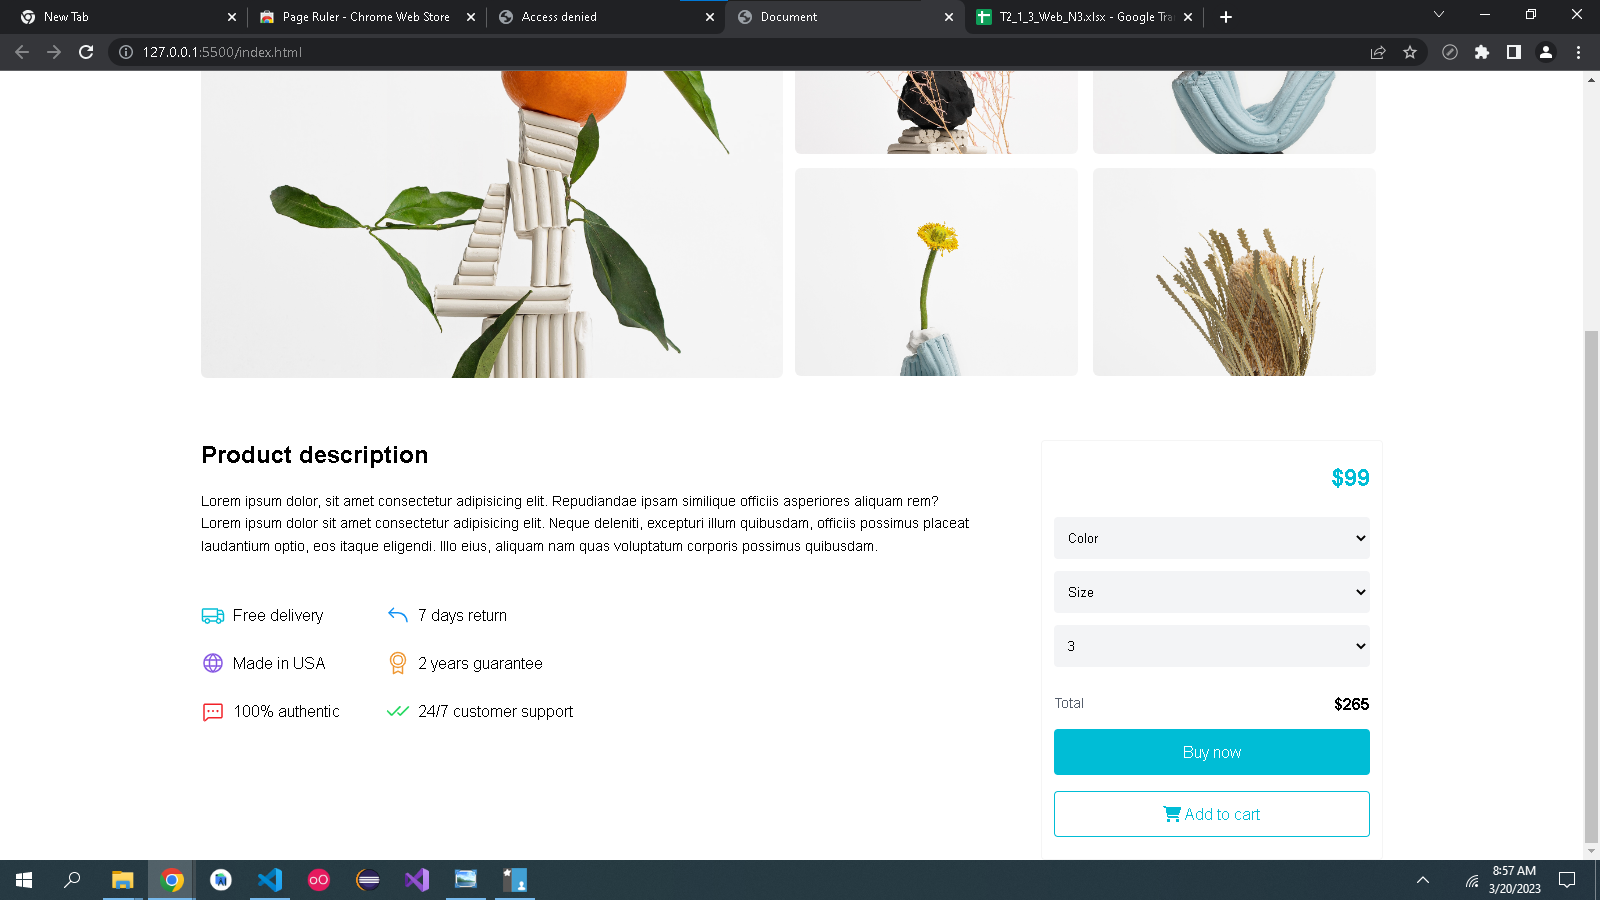 New Tab
Page Ruler - Chrome Web Store
Access denied
Document
T2_1_3_Web_N3.xlsx - Google Tra
127.0.0.1:5500/index.html
Product description
Lorem ipsum dolor, sit amet consectetur adipisicing elit. Repudiandae ipsam similique officiis asperiores aliquam rem?
Lorem ipsum dolor sit amet consectetur adipisicing elit. Neque deleniti, excepturi illum quibusdam, officiis possimus placeat
laudantium optio, eos itaque eligendi. Illo eius, aliquam nam quas voluptatum corporis possimus quibusdam.
Free delivery
7 days return
Made in USA
2 years guarantee
100% authentic
24/7 customer support
$99
Color
Size
3
Total
$265
Buy now
Add to cart
8:57 AM
3/20/2023